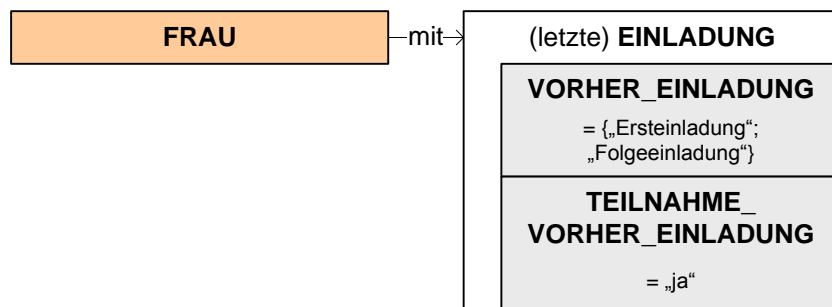 FRAU
mit
(letzte) EINLADUNG
VORHER_EINLADUNG
= {„Ersteinladung“;
„Folgeeinladung“}
TEILNAHME_
VORHER_EINLADUNG
= „ja“